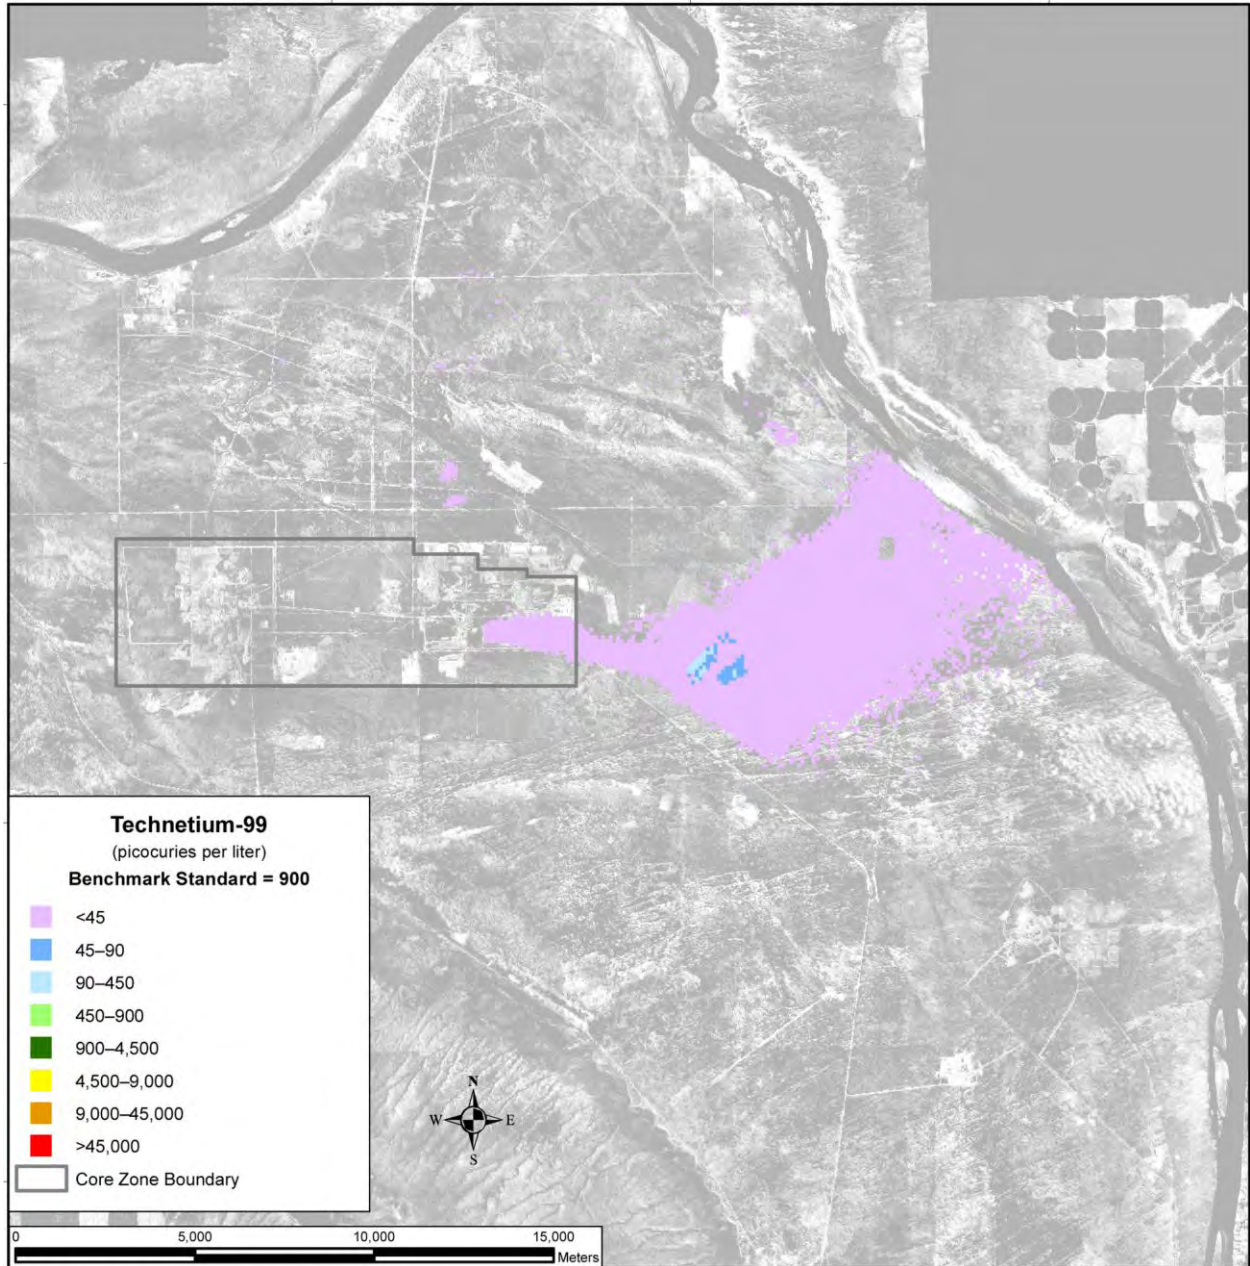 Technetium-99
(picocuries per liter)
Benchmark Standard = 900
<45
45–90
90–450
450–900
900–4,500
4,500–9,000
9,000–45,000
>45,000
Core Zone Boundary
N
W E
S
0 5,000 10,000 15,000
Meters